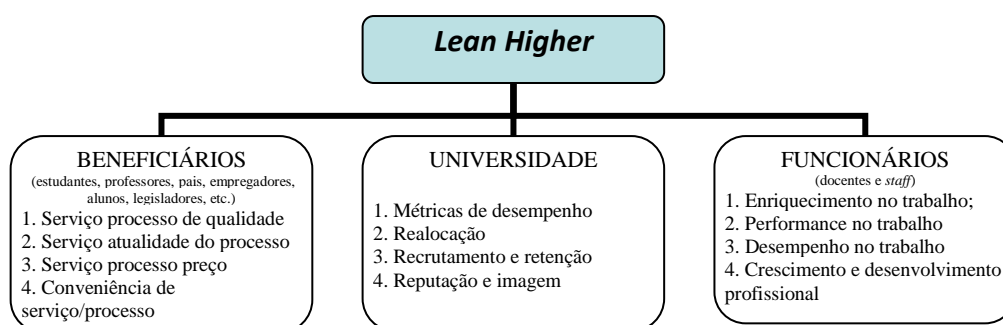 Lean Higher
BENEFICIÁRIOS
(estudantes, professores, pais, empregadores,
alunos, legisladores, etc.)
1. Serviço processo de qualidade
2. Serviço atualidade do processo
3. Serviço processo preço
4. Conveniência de
serviço/processo
UNIVERSIDADE
1. Métricas de desempenho
2. Realocação
3. Recrutamento e retenção
4. Reputação e imagem
FUNCIONÁRIOS
(docentes e staff)
1. Enriquecimento no trabalho;
2. Performance no trabalho
3. Desempenho no trabalho
4. Crescimento e desenvolvimento
profissional